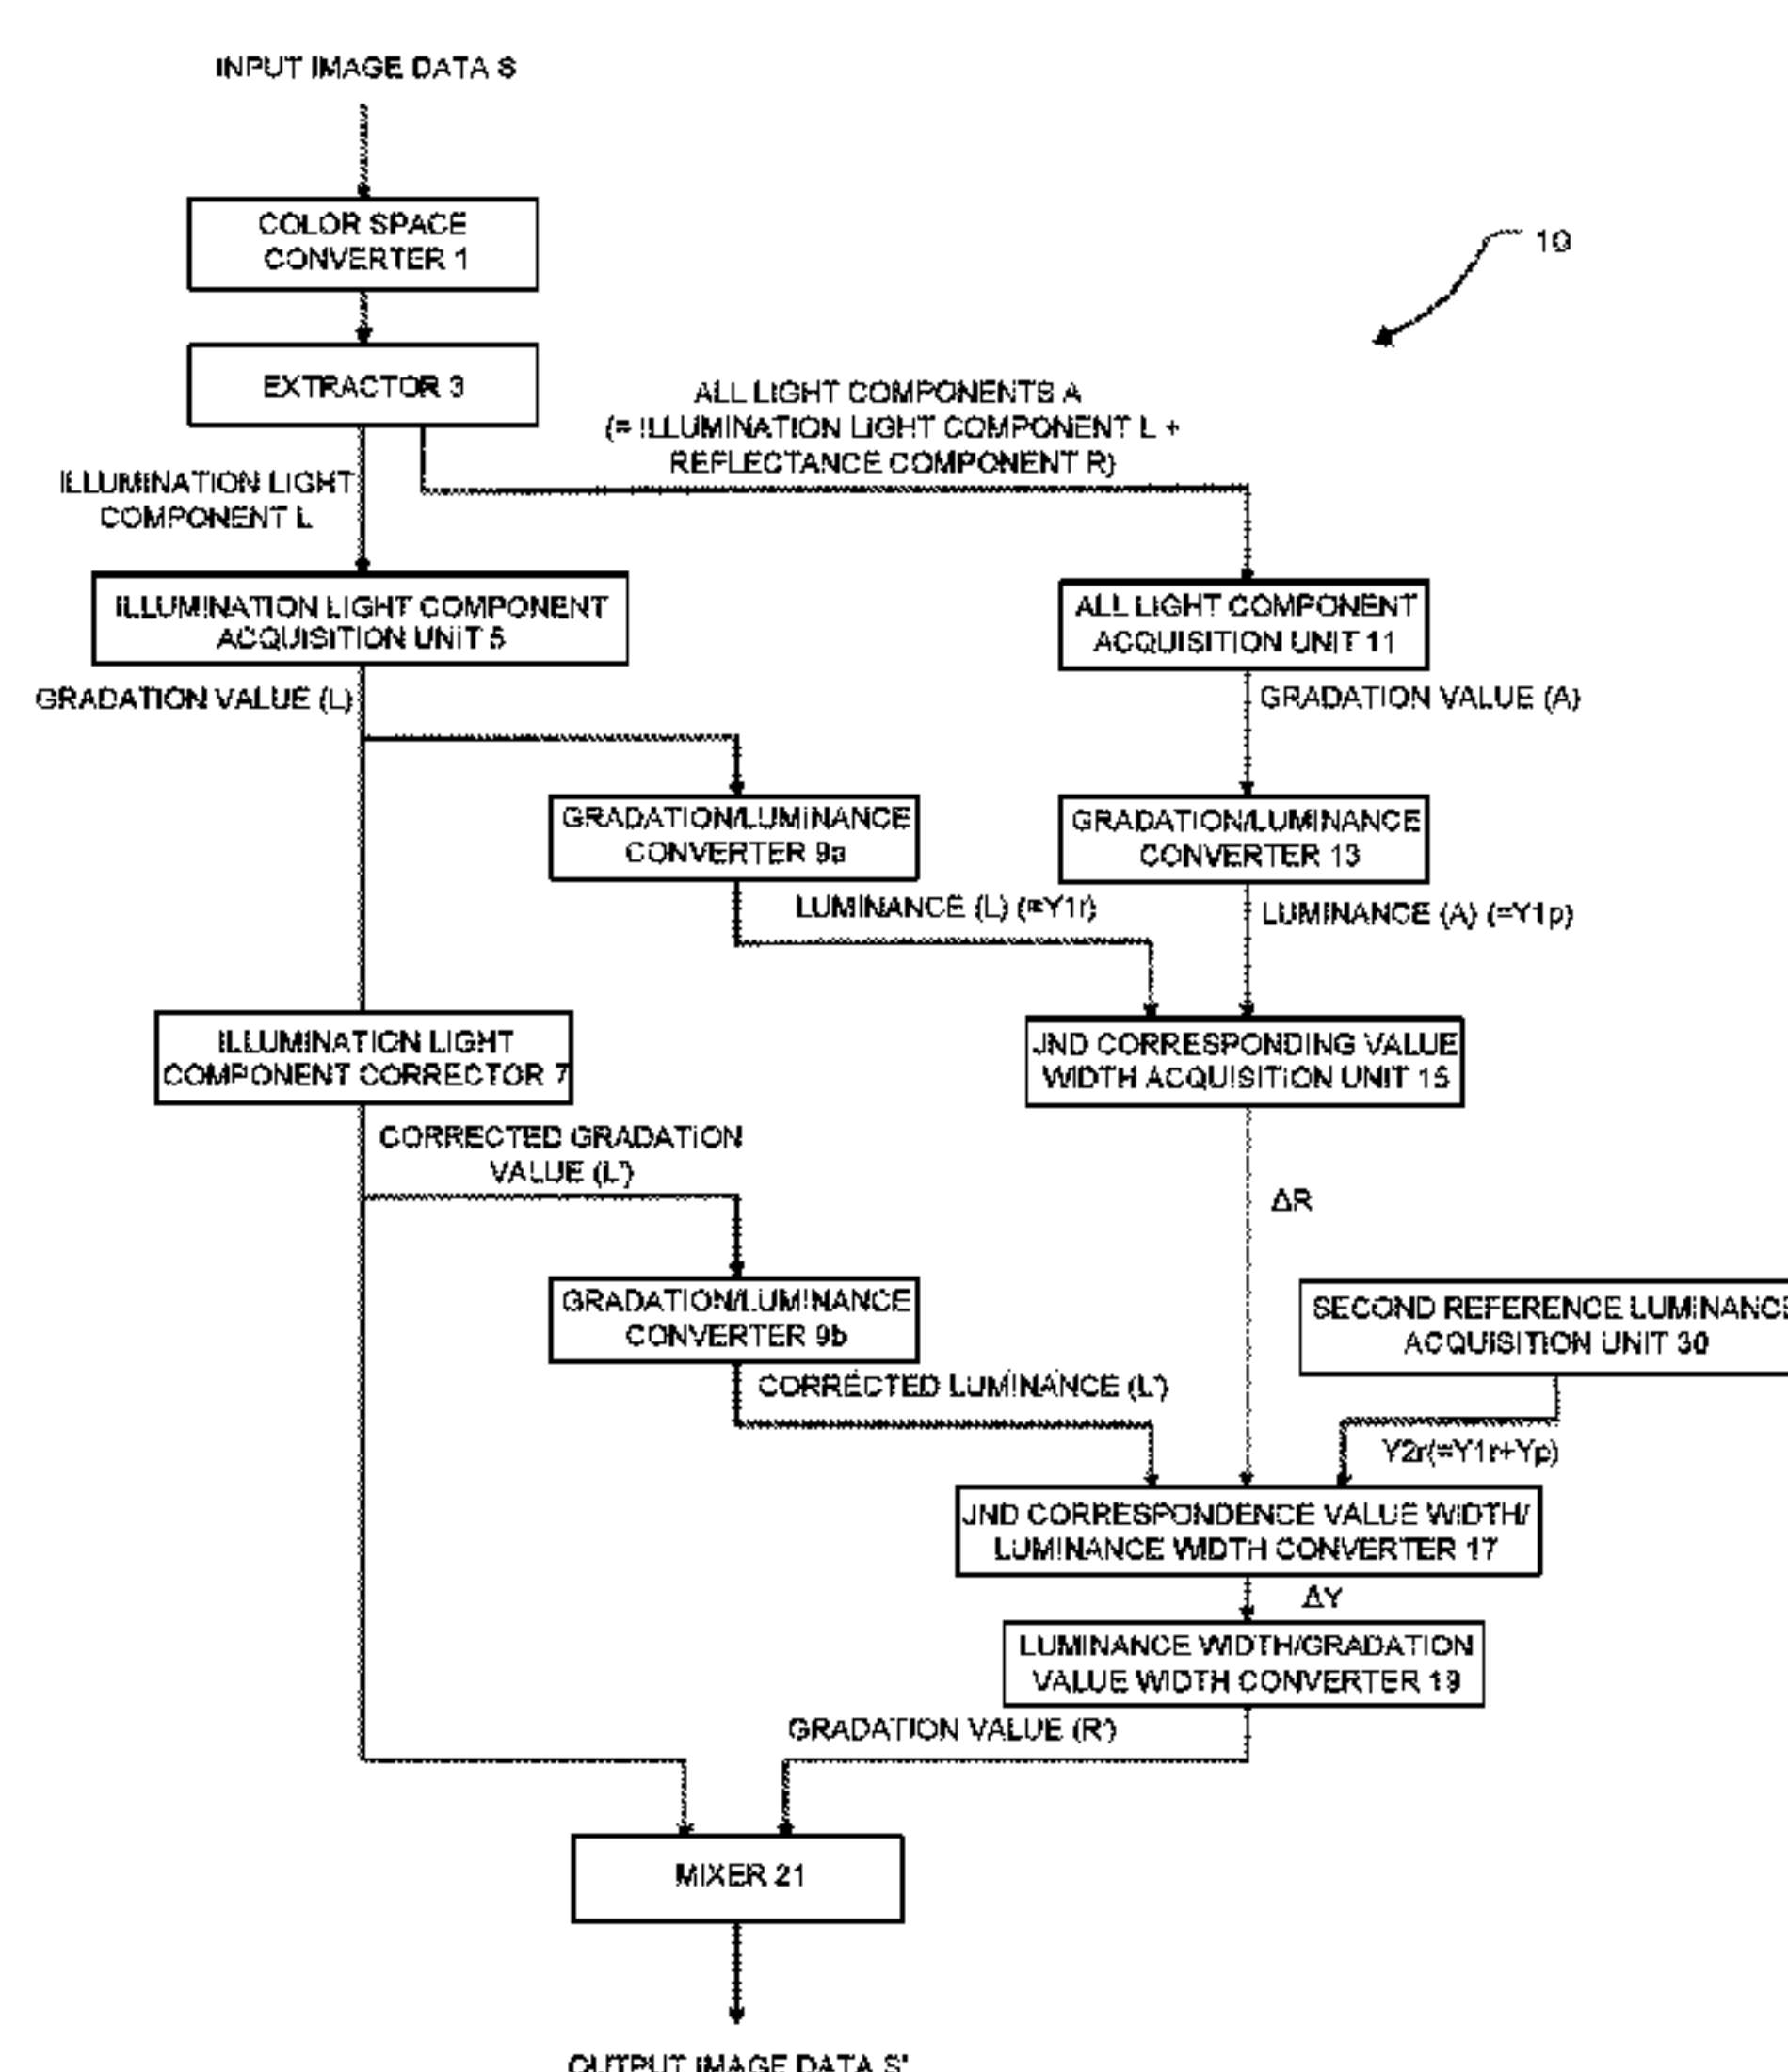 INPUT IMAGE DATA S
COLOR SPACE
CONVERTER 1
10
EXTRACTOR 3
ALL LIGHT COMPONENTS A
(= ILLUMINATION LIGHT COMPONENT L +
REFLECTANCE COMPONENT R)
ILLUMINATION LIGHT
COMPONENT L
ILLUMINATION LIGHT COMPONENT
ACQUISITION UNIT 5
ALL LIGHT COMPONENT
ACQUISITION UNIT 11
GRADATION VALUE (L)
GRADATION VALUE (A)
GRADATION/LUMINANCE
CONVERTER 9a
GRADATION/LUMINANCE
CONVERTER 13
LUMINANCE (L) (=Y1r)
LUMINANCE (A) (=Y1p)
ILLUMINATION LIGHT
COMPONENT CORRECTOR 7
JND CORRESPONDING VALUE
WIDTH ACQUISITION UNIT 15
CORRECTED GRADATION
VALUE (L')
ΔR
GRADATION/LUMINANCE
CONVERTER 9b
SECOND REFERENCE LUMINANCE
ACQUISITION UNIT 30
CORRECTED LUMINANCE (L')
Y2r(=Y1r+Yp)
JND CORRESPONDENCE VALUE WIDTH/
LUMINANCE WIDTH CONVERTER 17
ΔY
LUMINANCE WIDTH/GRADATION
VALUE WIDTH CONVERTER 19
GRADATION VALUE (R')
MIXER 21
OUTPUT IMAGE DATA S'